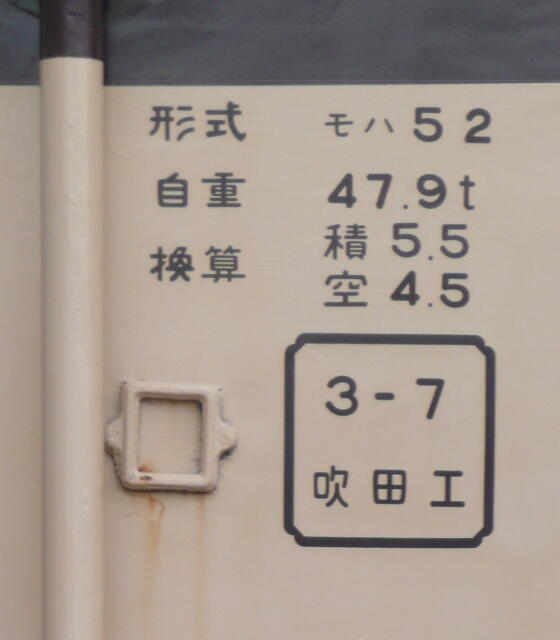 形式 モハ52
自重 47.9t
換算 積 5.5
空 4.5
3-7
吹田工